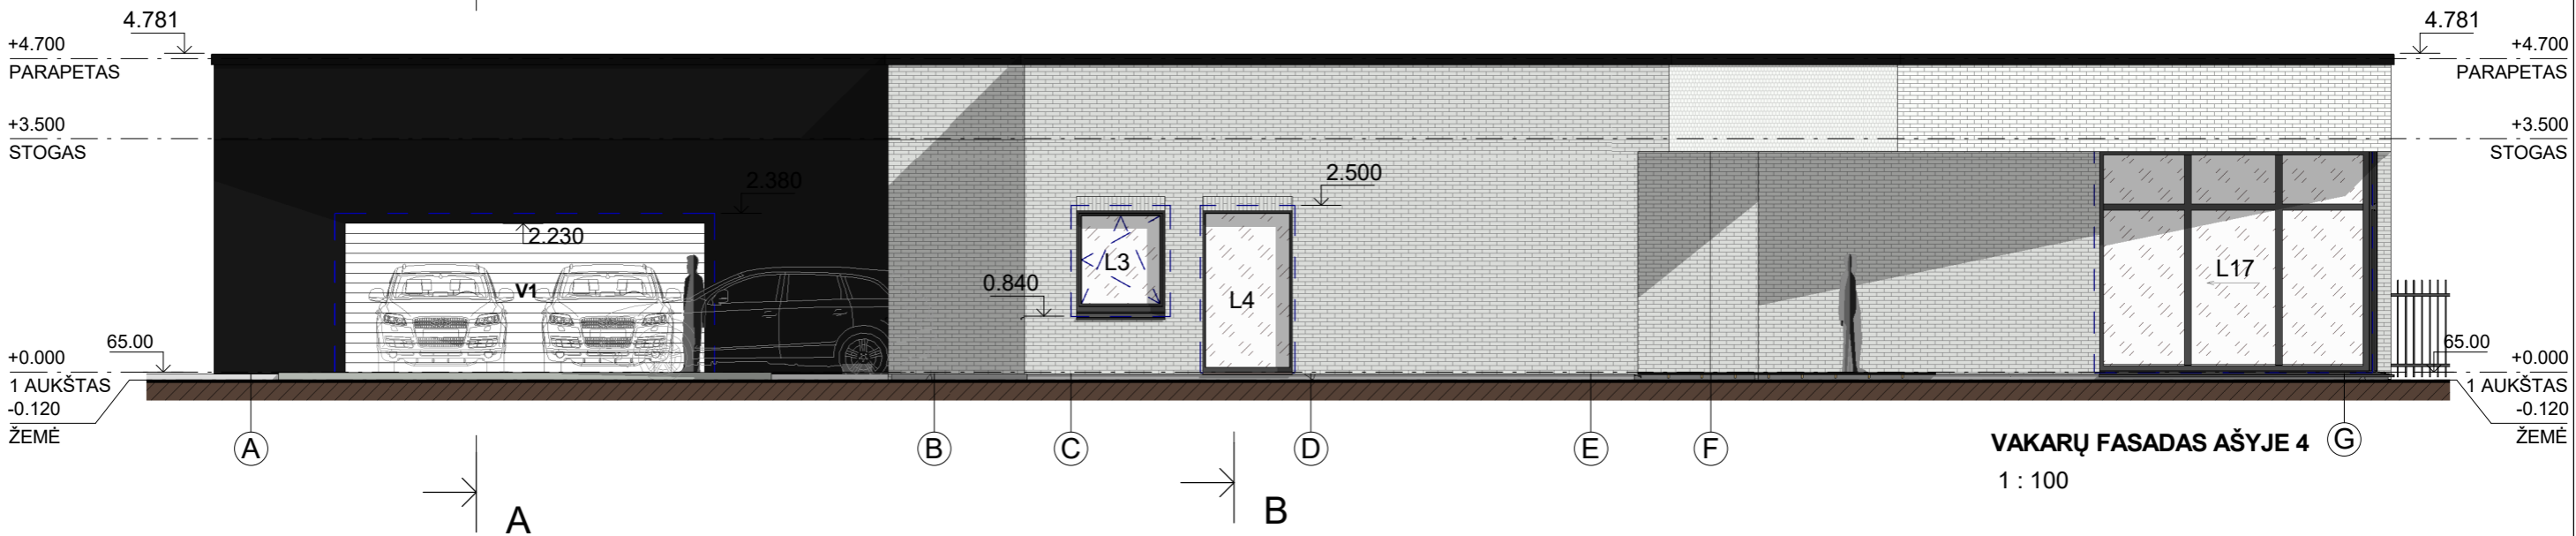 4.781
4.781
+4.700
PARAPETAS
+4.700
PARAPETAS
+3.500
STOGAS
+3.500
STOGAS
2.380
2.500
2.230
L3
0.840
V1
L4
L17
65.00
+0.000
1 AUKŠTAS
-0.120
ŽEMĖ
65.00
+0.000
1 AUKŠTAS
-0.120
ŽEMĖ
A
B
C
D
E
F
G
VAKARŲ FASADAS AŠYJE 4
1 : 100
A
B